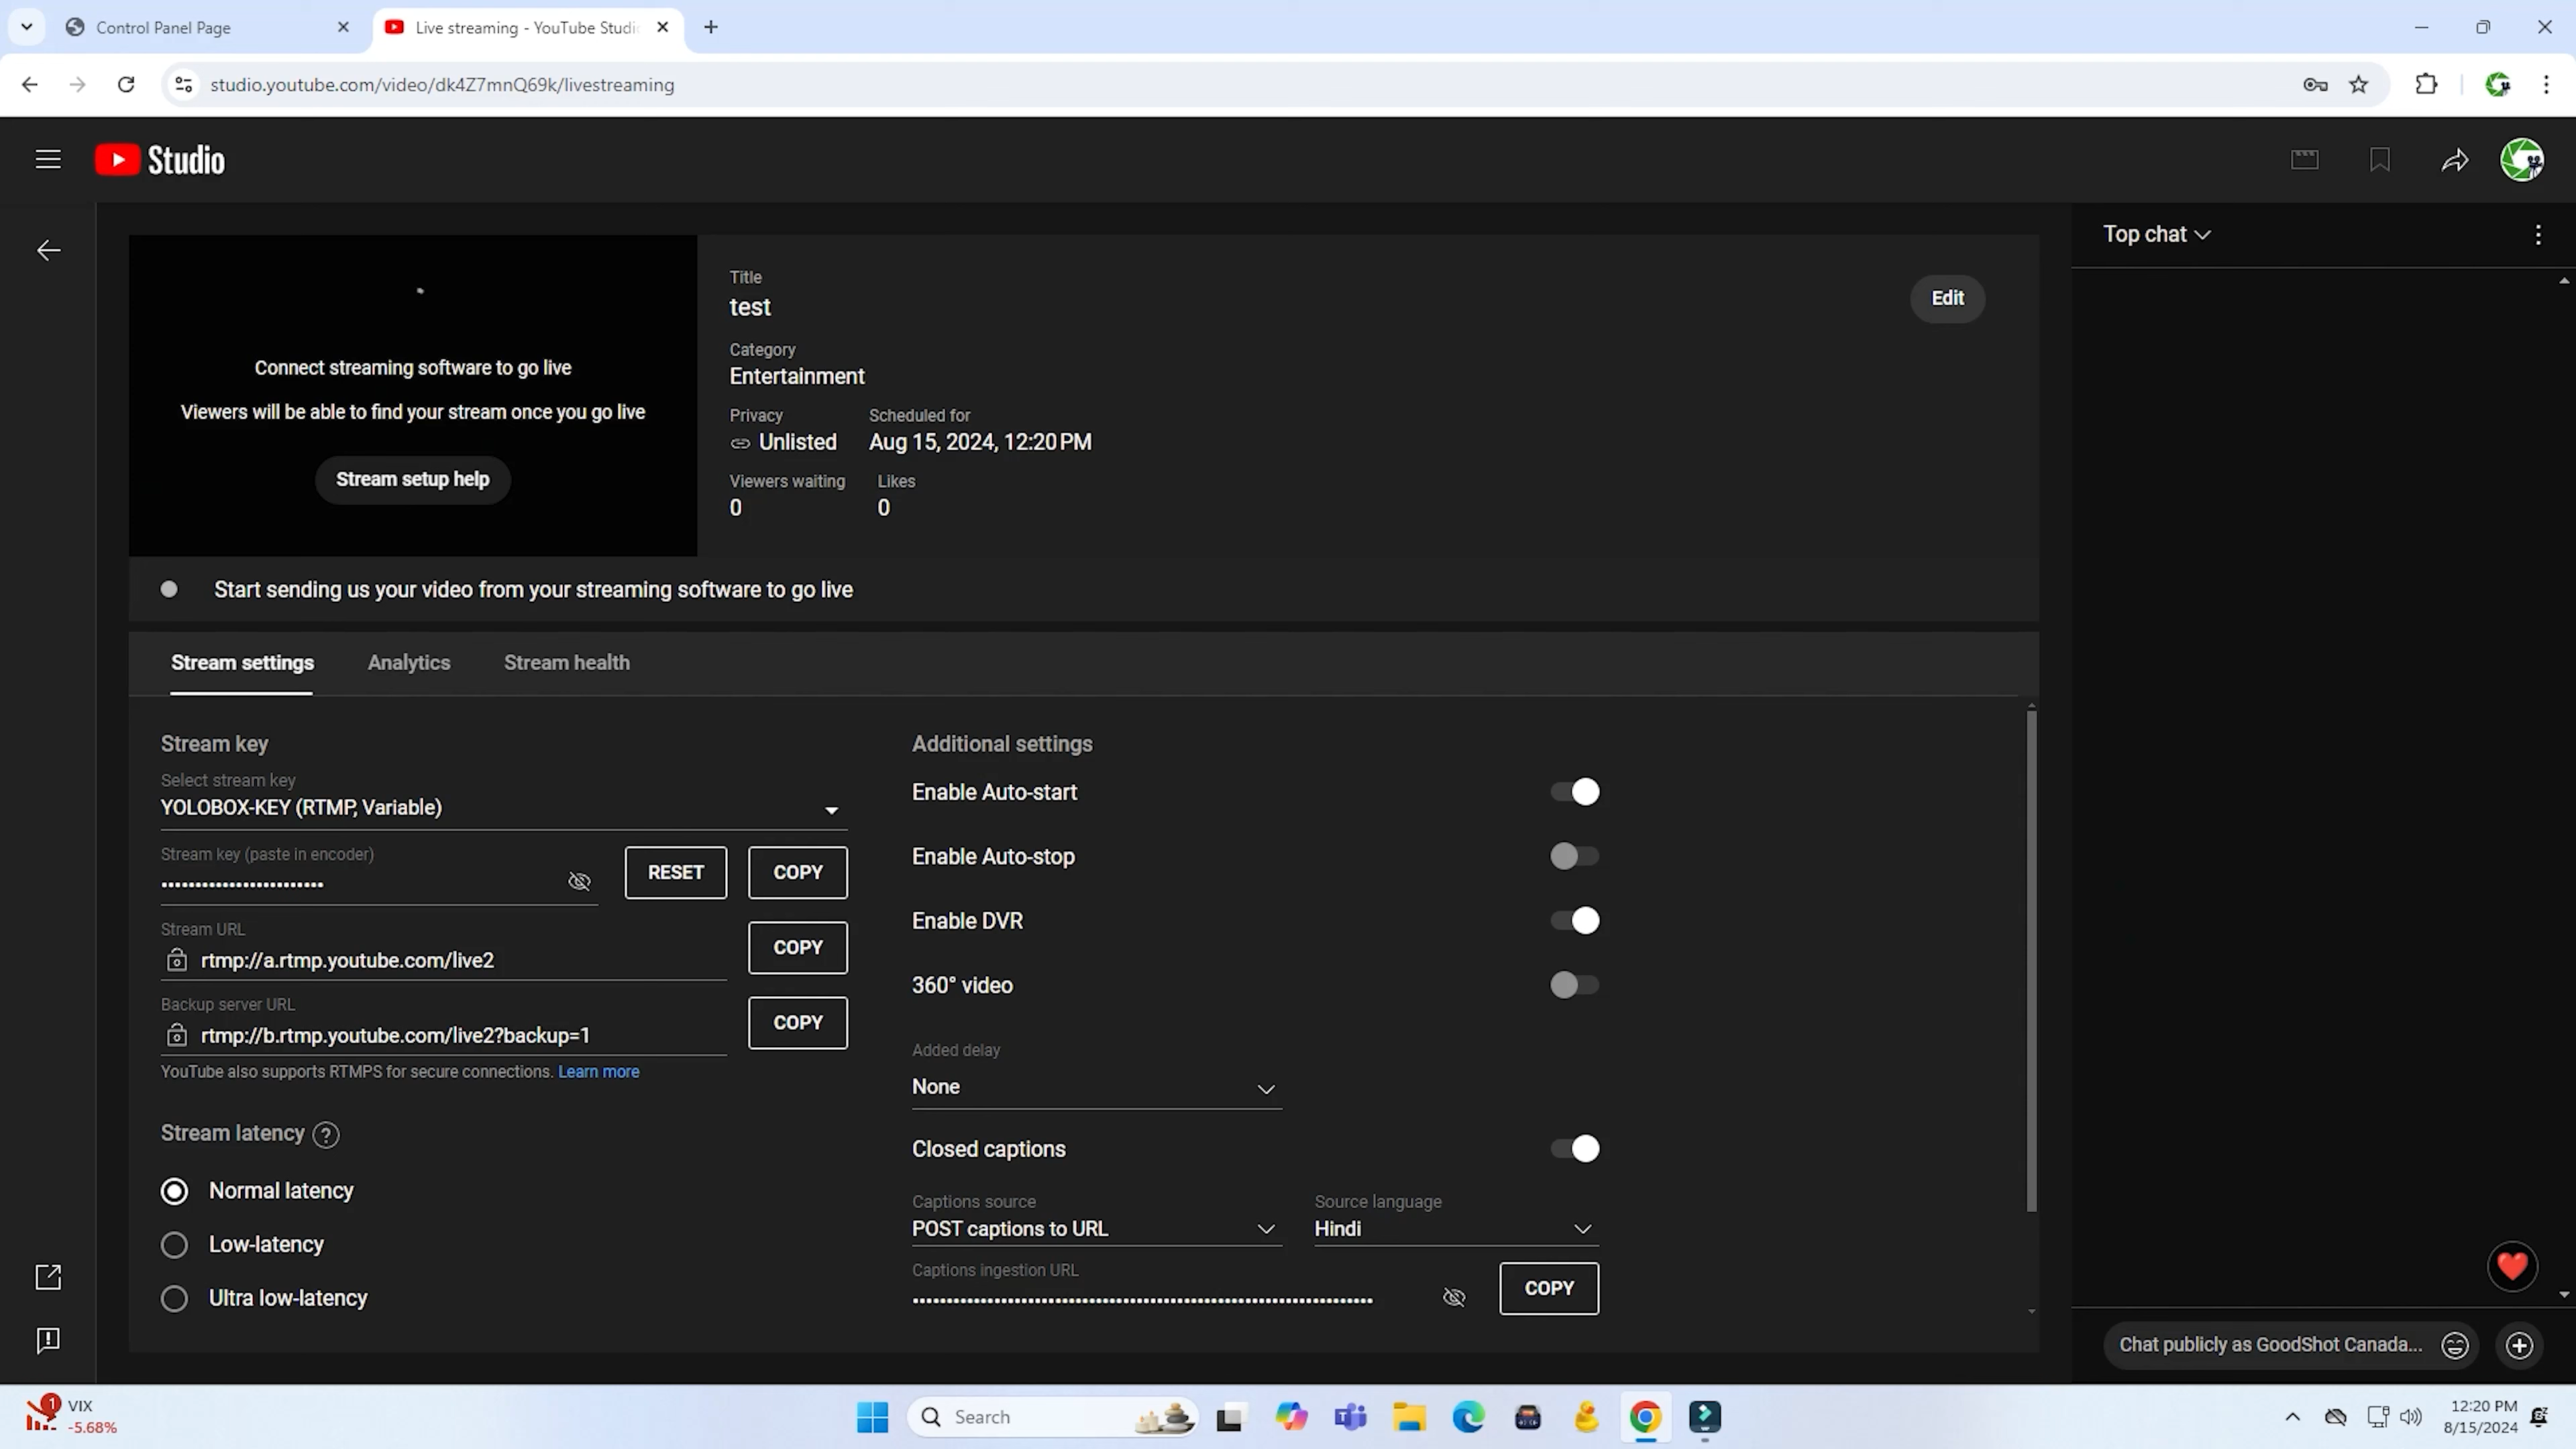 Control Panel Page
Live streaming - YouTube Studi
studio.youtube.com/video/dk4Z7mnQ69k/livestreaming
Studio
Connect streaming software to go live
Viewers will be able to find your stream once you go live
Stream setup help
Title
test
Edit
Category
Entertainment
Privacy Scheduled for
Unlisted Aug 15, 2024, 12:20 PM
Viewers waiting Likes
0 0
Top chat
Start sending us your video from your streaming software to go live
Stream settings Analytics Stream health
Stream key
Select stream key
YOLOBOX-KEY (RTMP, Variable)
Stream key (paste in encoder)
•••••••••••••••••••••••• RESET COPY
Stream URL
rtmp://a.rtmp.youtube.com/live2 COPY
Backup server URL
rtmp://b.rtmp.youtube.com/live2?backup=1 COPY
YouTube also supports RTMPS for secure connections. Learn more
Stream latency ?
Normal latency
Low-latency
Ultra low-latency
Additional settings
Enable Auto-start
Enable Auto-stop
Enable DVR
360° video
Added delay
None
Closed captions
Captions source Source language
POST captions to URL Hindi
Captions ingestion URL
COPY
Chat publicly as GoodShot Canada...
1
VIX
-5.68%
Search
12:20 PM
8/15/2024